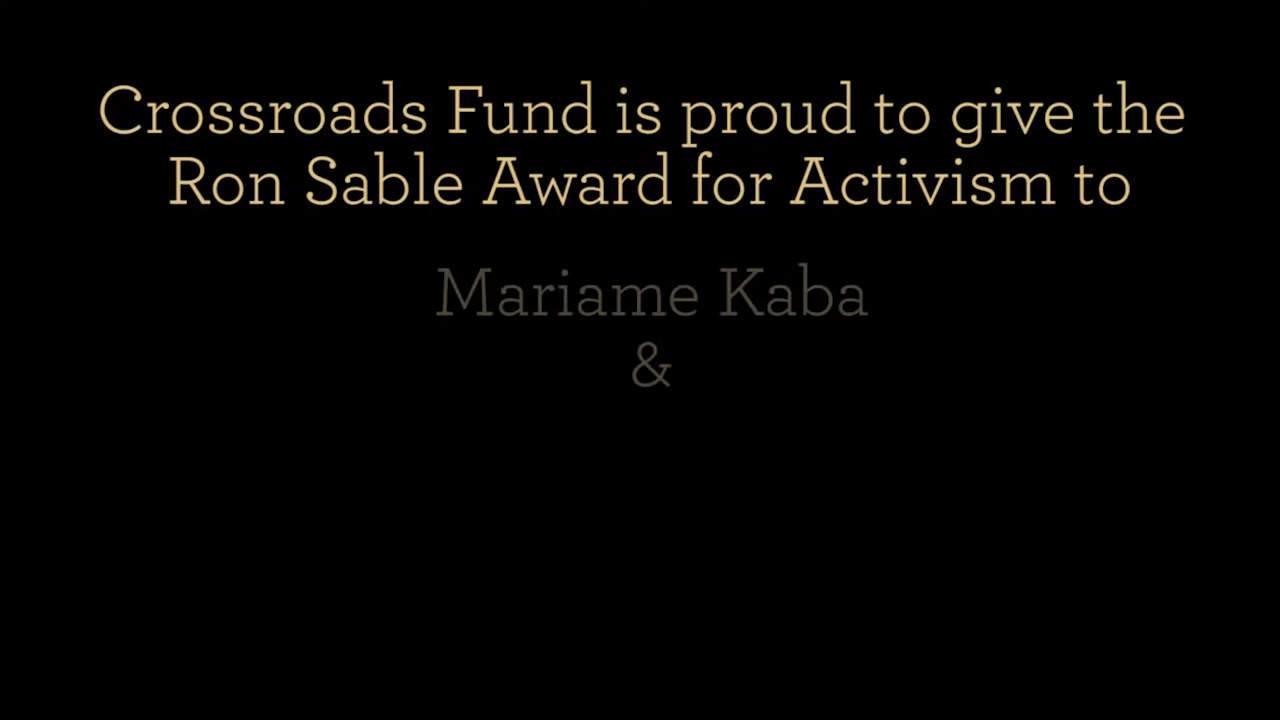 Crossroads Fund is proud to give the
Ron Sable Award for Activism to
Mariame Kaba
&